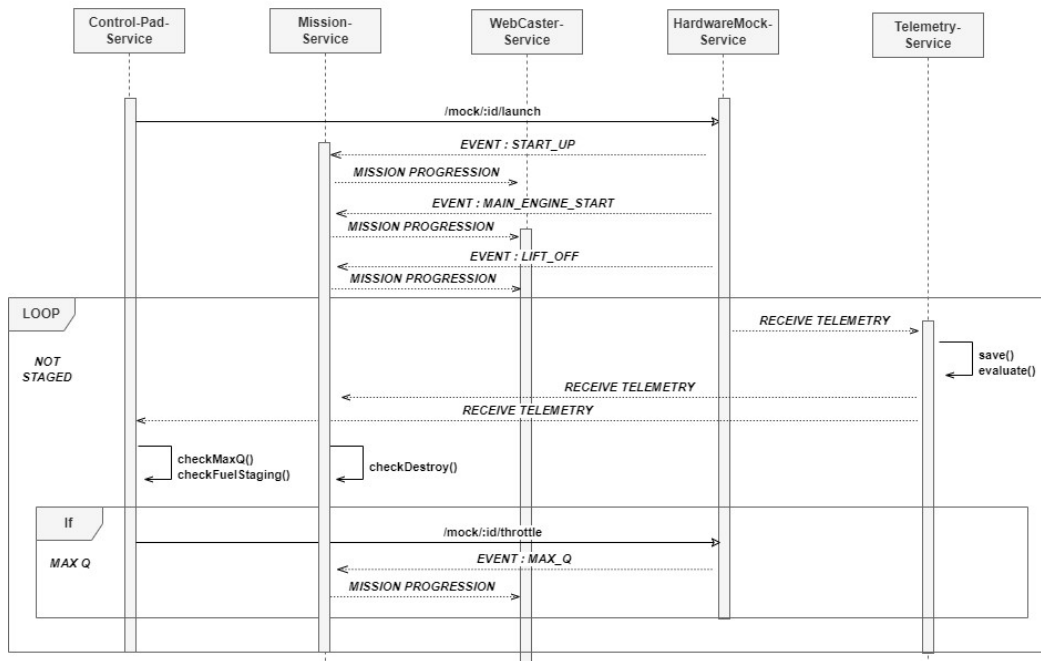 Control-Pad-
Service
Mission-
Service
WebCaster-
Service
HardwareMock-
Service
Telemetry-
Service
/mock/:id/launch
EVENT : START_UP
MISSION PROGRESSION
EVENT : MAIN_ENGINE_START
MISSION PROGRESSION
EVENT : LIFT_OFF
MISSION PROGRESSION
LOOP
NOT
STAGED
RECEIVE TELEMETRY
save()
evaluate()
RECEIVE TELEMETRY
RECEIVE TELEMETRY
checkMaxQ()
checkFuelStaging()
checkDestroy()
If
MAX Q
/mock/:id/throttle
EVENT : MAX_Q
MISSION PROGRESSION